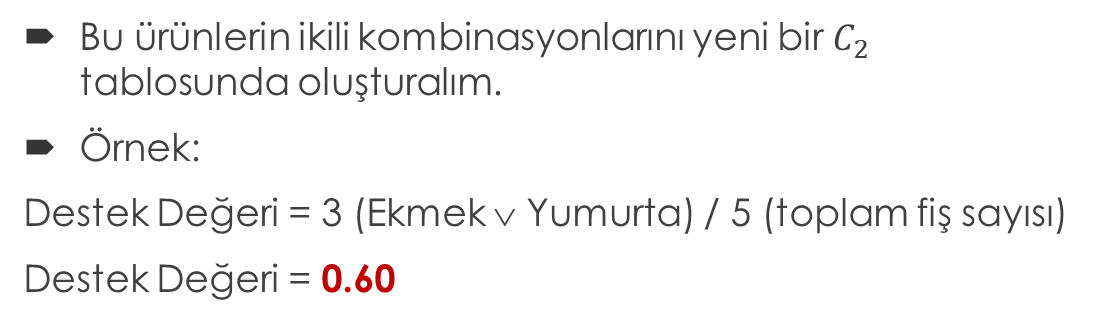 Bu ürünlerin ikili kombinasyonlarını yeni bir C₂
tablosunda oluşturalım.
Örnek:
Destek Değeri = 3 (Ekmek ∨ Yumurta) / 5 (toplam fiş sayısı)
Destek Değeri = 0.60